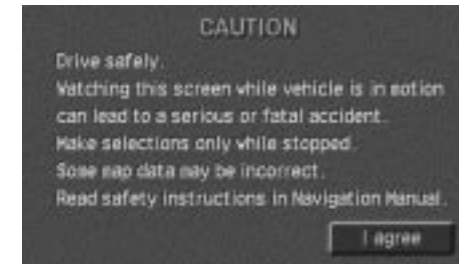 CAUTION
Drive safely.
Watching this screen while vehicle is in motion
can lead to a serious or fatal accident.
Make selections only while stopped.
Some map data may be incorrect.
Read safety instructions in Navigation Manual.
I agree